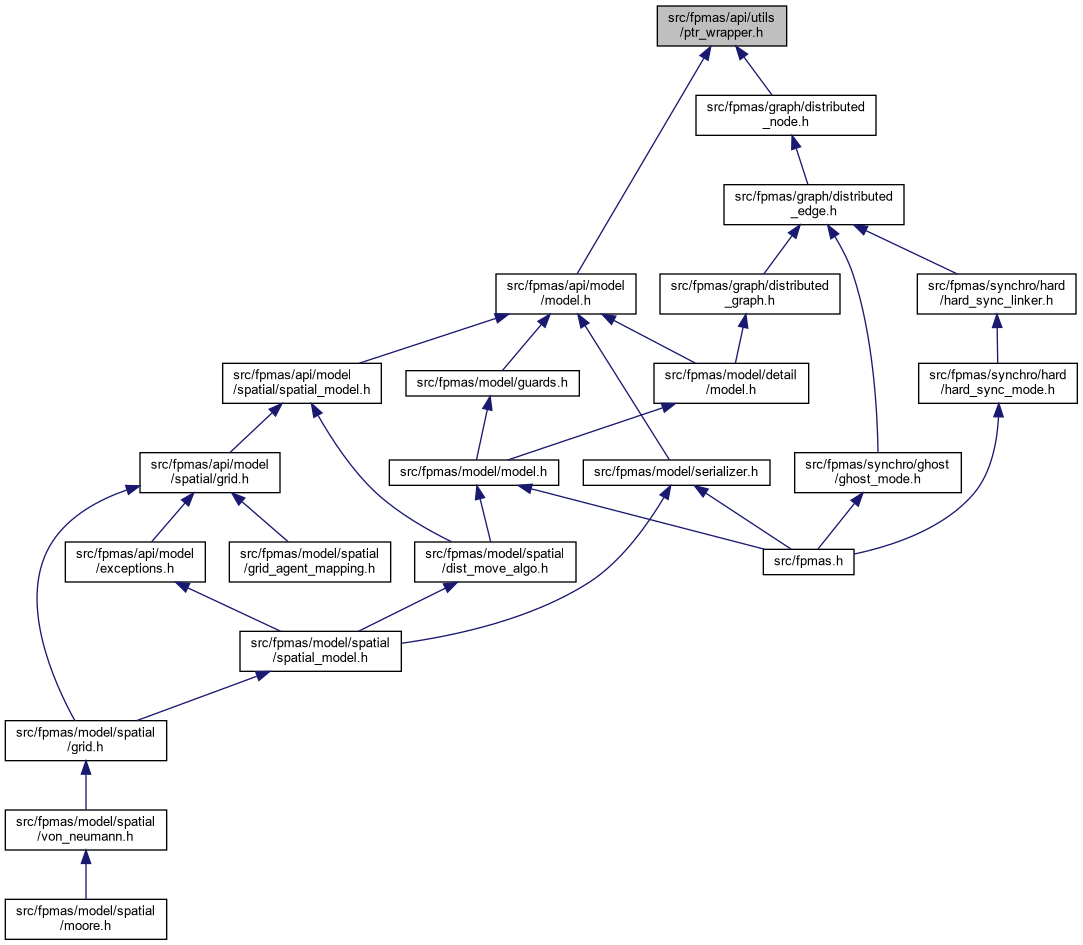 src/fpmas/api/utils
/ptr_wrapper.h
src/fpmas/graph/distributed
_node.h
src/fpmas/graph/distributed
_edge.h
src/fpmas/api/model
/model.h
src/fpmas/graph/distributed
_graph.h
src/fpmas/synchro/hard
/hard_sync_linker.h
src/fpmas/api/model
/spatial/spatial_model.h
src/fpmas/model/guards.h
src/fpmas/model/detail
/model.h
src/fpmas/synchro/hard
/hard_sync_mode.h
src/fpmas/api/model
/spatial/grid.h
src/fpmas/model/model.h
src/fpmas/model/serializer.h
src/fpmas/synchro/ghost
/ghost_mode.h
src/fpmas/api/model
/exceptions.h
src/fpmas/model/spatial
/grid_agent_mapping.h
src/fpmas/model/spatial
/dist_move_algo.h
src/fpmas.h
src/fpmas/model/spatial
/spatial_model.h
src/fpmas/model/spatial
/grid.h
src/fpmas/model/spatial
/von_neumann.h
src/fpmas/model/spatial
/moore.h